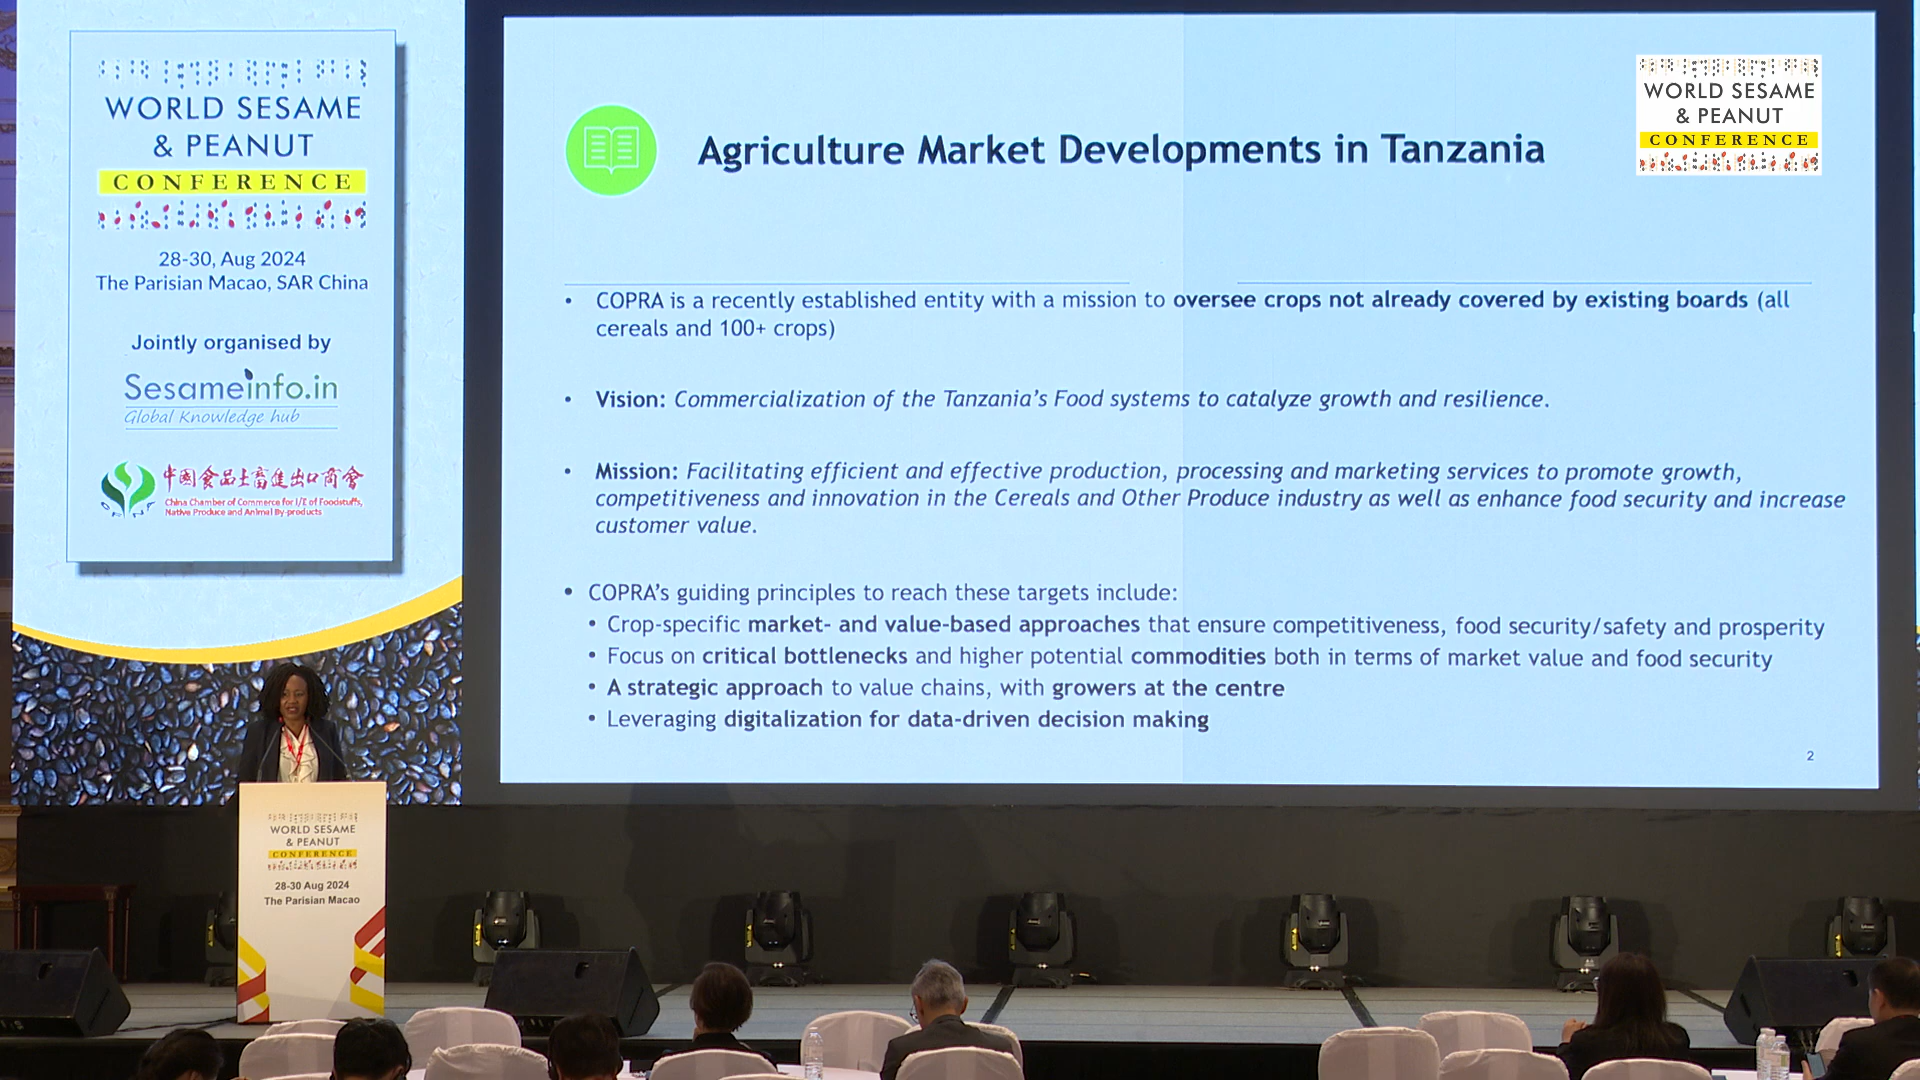 WORLD SESAME
& PEANUT
CONFERENCE
28-30, Aug 2024
The Parisian Macao, SAR China
Jointly organised by
Sesameinfo.in
Global Knowledge hub
中國食品土畜進出口商會
China Chamber of Commerce for I/E of Foodstuffs,
Native Produce and Animal By-products
Agriculture Market Developments in Tanzania
WORLD SESAME
& PEANUT
CONFERENCE
• COPRA is a recently established entity with a mission to oversee crops not already covered by existing boards (all
cereals and 100+ crops)
• Vision: Commercialization of the Tanzania's Food systems to catalyze growth and resilience.
• Mission: Facilitating efficient and effective production, processing and marketing services to promote growth,
competitiveness and innovation in the Cereals and Other Produce industry as well as enhance food security and increase
customer value.
• COPRA's guiding principles to reach these targets include:
• Crop-specific market- and value-based approaches that ensure competitiveness, food security/safety and prosperity
• Focus on critical bottlenecks and higher potential commodities both in terms of market value and food security
• A strategic approach to value chains, with growers at the centre
• Leveraging digitalization for data-driven decision making
2
WORLD SESAME
& PEANUT
CONFERENCE
28-30 Aug 2024
The Parisian Macao